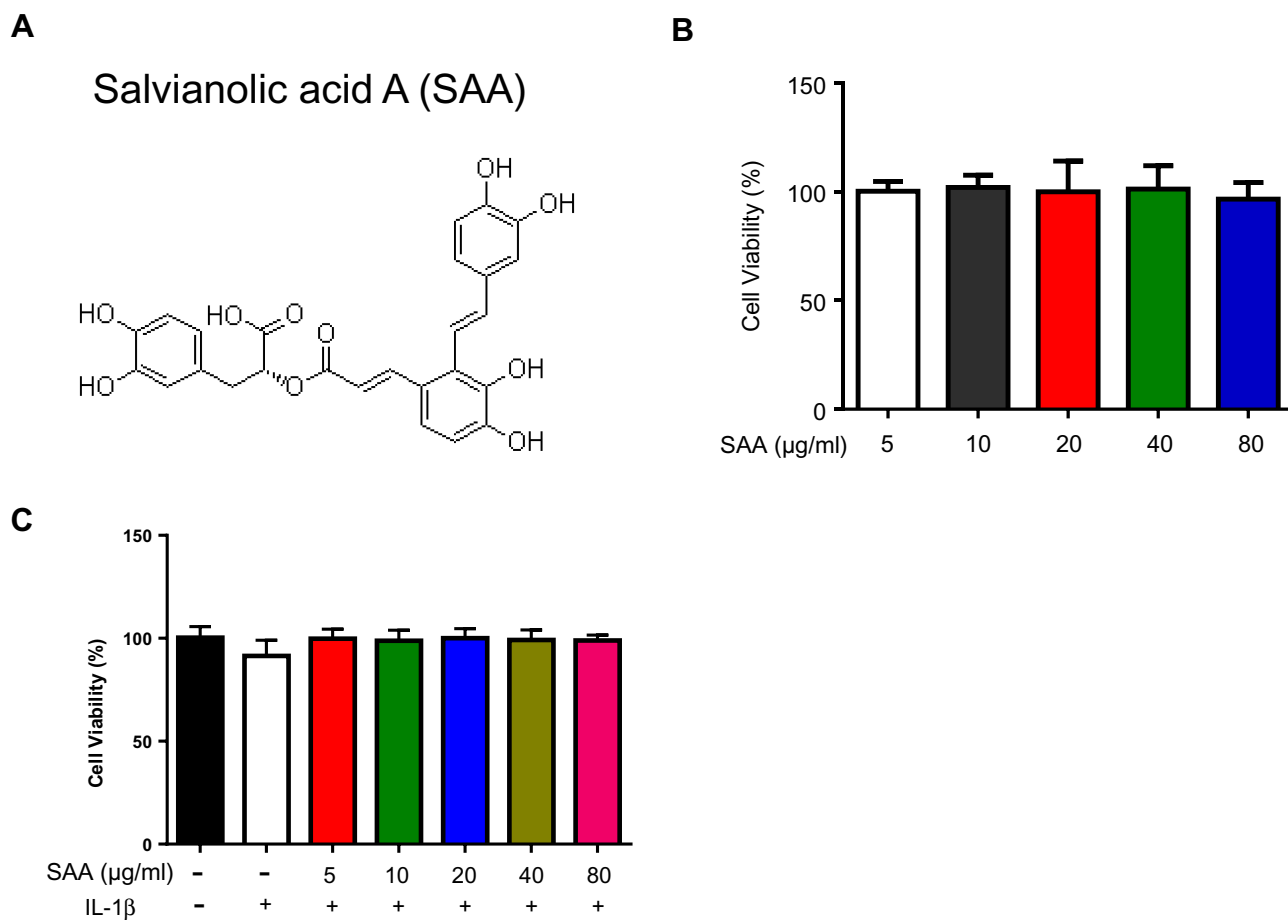 A
Salvianolic acid A (SAA)
OH
OH
HO
HO
HO
O
O
O
OH
OH
B
Cell Viability (%)
150
100
50
0
SAA (µg/ml) 5 10 20 40 80
C
Cell Viability (%)
150
100
50
0
SAA (µg/ml) - - 5 10 20 40 80
IL-1β - + + + + + +